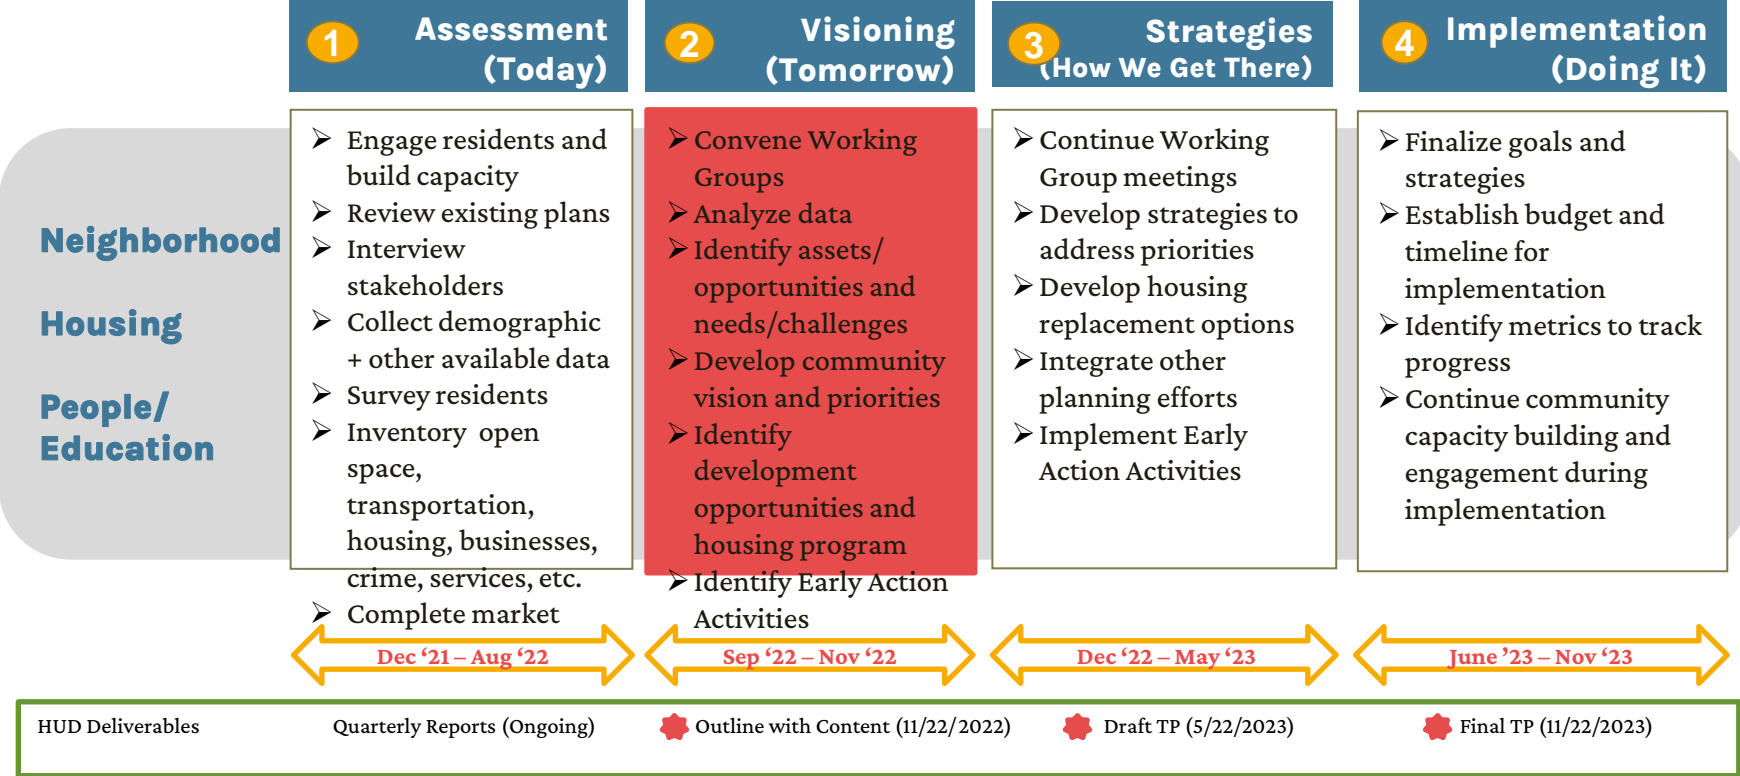 1
Assessment
(Today)
2
Visioning
(Tomorrow)
3
Strategies
(How We Get There)
4
Implementation
(Doing It)
Neighborhood
Housing
People/
Education
➢ Engage residents and
build capacity
➢ Review existing plans
➢ Interview
stakeholders
➢ Collect demographic
+ other available data
➢ Survey residents
➢ Inventory open
space,
transportation,
housing, businesses,
crime, services, etc.
➢ Complete market
➢ Convene Working
Groups
➢ Analyze data
➢ Identify assets/
opportunities and
needs/challenges
➢ Develop community
vision and priorities
➢ Identify
development
opportunities and
housing program
➢ Identify Early Action
Activities
➢ Continue Working
Group meetings
➢ Develop strategies to
address priorities
➢ Develop housing
replacement options
➢ Integrate other
planning efforts
➢ Implement Early
Action Activities
➢ Finalize goals and
strategies
➢ Establish budget and
timeline for
implementation
➢ Identify metrics to track
progress
➢ Continue community
capacity building and
engagement during
implementation
Dec ‘21 – Aug ‘22
Sep ‘22 – Nov ‘22
Dec ‘22 – May ‘23
June ’23 – Nov ‘23
HUD Deliverables
Quarterly Reports (Ongoing)
Outline with Content (11/22/2022)
Draft TP (5/22/2023)
Final TP (11/22/2023)